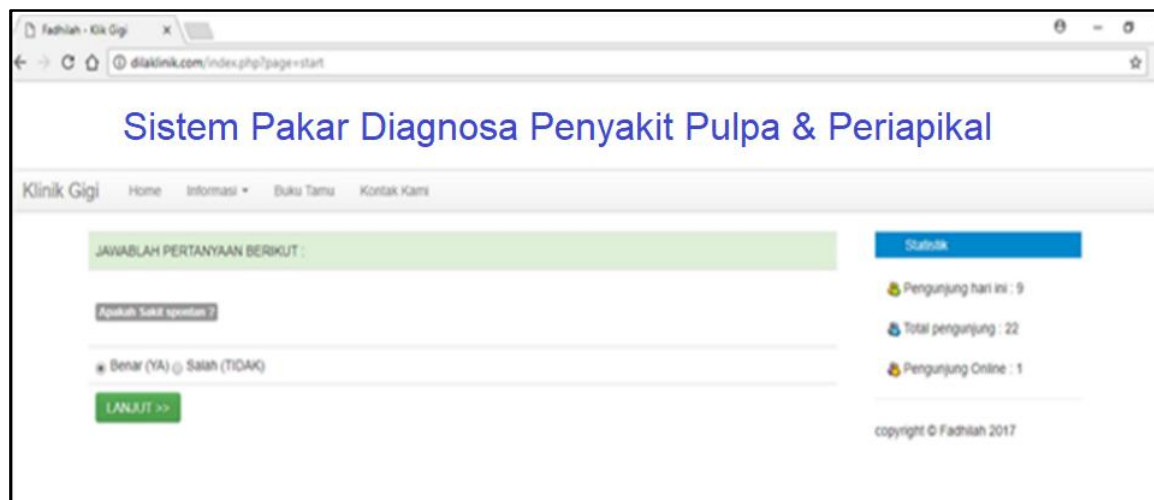 Fadhilah - Klik Gigi
dilaklinik.com/index.php?page=start
Sistem Pakar Diagnosa Penyakit Pulpa & Periapikal
Klinik Gigi Home Informasi Buku Tamu Kontak Kami
JAWABLAH PERTANYAAN BERIKUT :
Apakah Sakit spontan ?
Benar (YA) Salah (TIDAK)
LANJUT >>
Statistik
Pengunjung hari ini : 9
Total pengunjung : 22
Pengunjung Online : 1
copyright © Fadhilah 2017